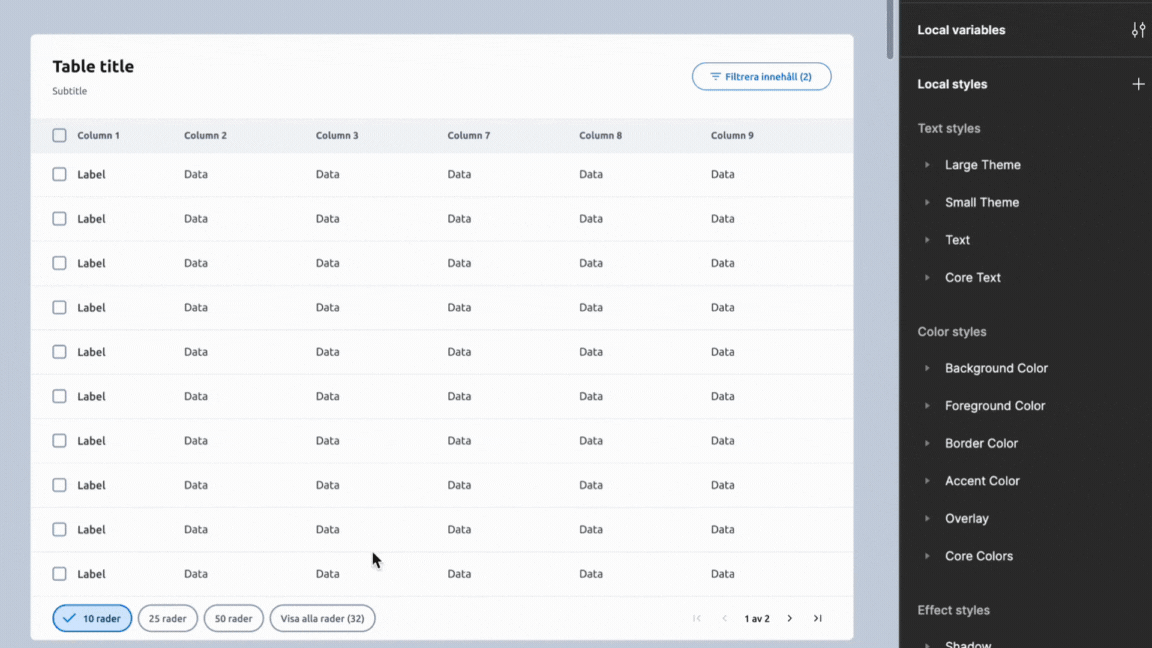 Table title
Subtitle
Filtrera innehåll (2)
Column 1 Column 2 Column 3 Column 7 Column 8 Column 9
Label Data Data Data Data Data
Label Data Data Data Data Data
Label Data Data Data Data Data
Label Data Data Data Data Data
Label Data Data Data Data Data
Label Data Data Data Data Data
Label Data Data Data Data Data
Label Data Data Data Data Data
Label Data Data Data Data Data
Label Data Data Data Data Data
10 rader 25 rader 50 rader Visa alla rader (32) 1 av 2
Local variables
Local styles
Text styles
Large Theme
Small Theme
Text
Core Text
Color styles
Background Color
Foreground Color
Border Color
Accent Color
Overlay
Core Colors
Effect styles
Shadow